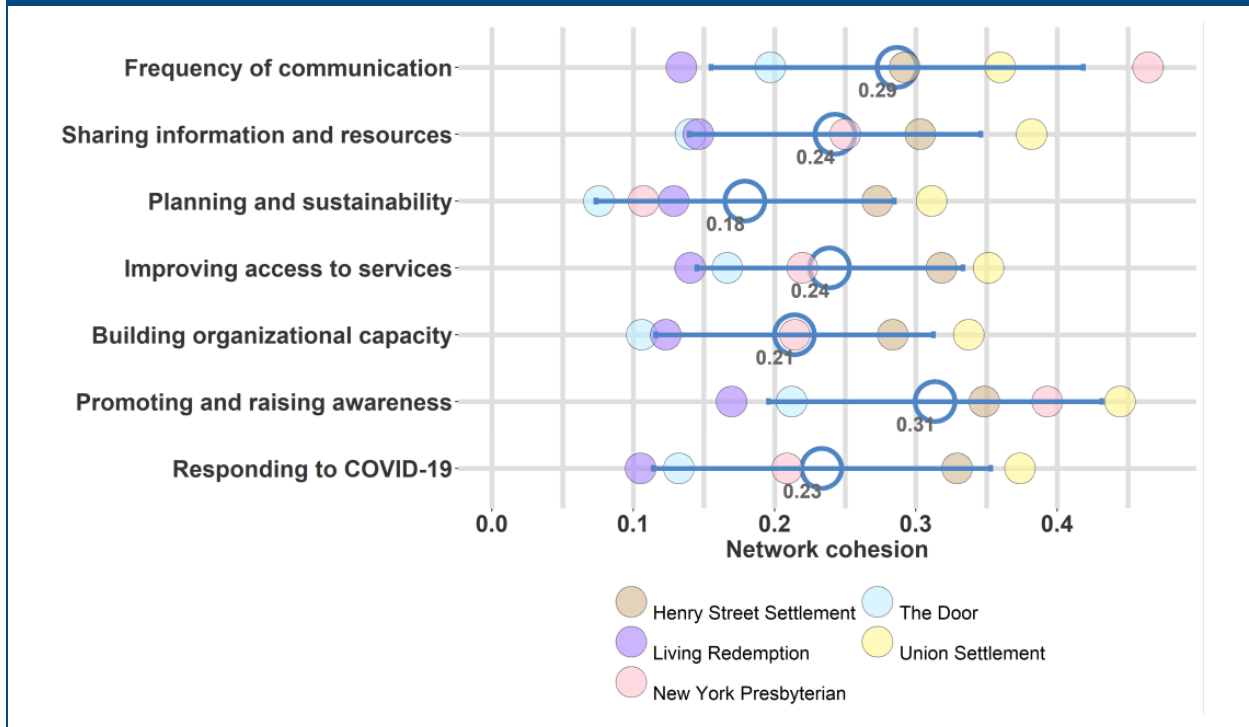 Frequency of communication
0.29
Sharing information and resources
0.24
Planning and sustainability
0.18
Improving access to services
0.24
Building organizational capacity
0.21
Promoting and raising awareness
0.31
Responding to COVID-19
0.23
0.0 0.1 0.2 0.3 0.4
Network cohesion
Henry Street Settlement The Door
Living Redemption Union Settlement
New York Presbyterian